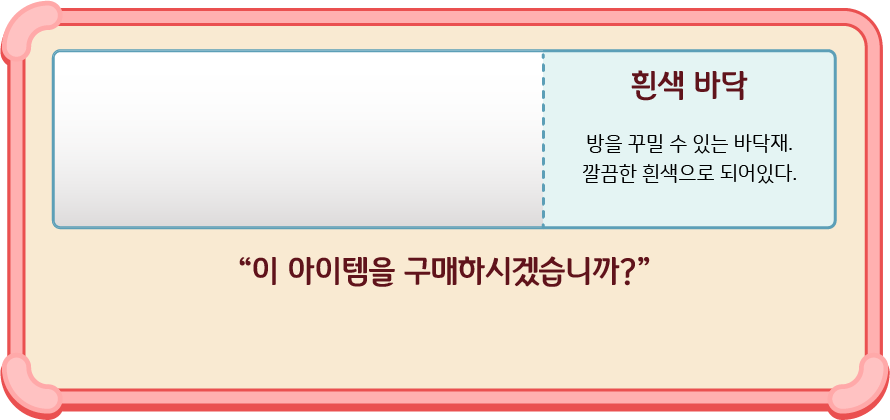 흰색 바닥
방을 꾸밀 수 있는 바닥재.
깔끔한 흰색으로 되어있다.
“이 아이템을 구매하시겠습니까?”